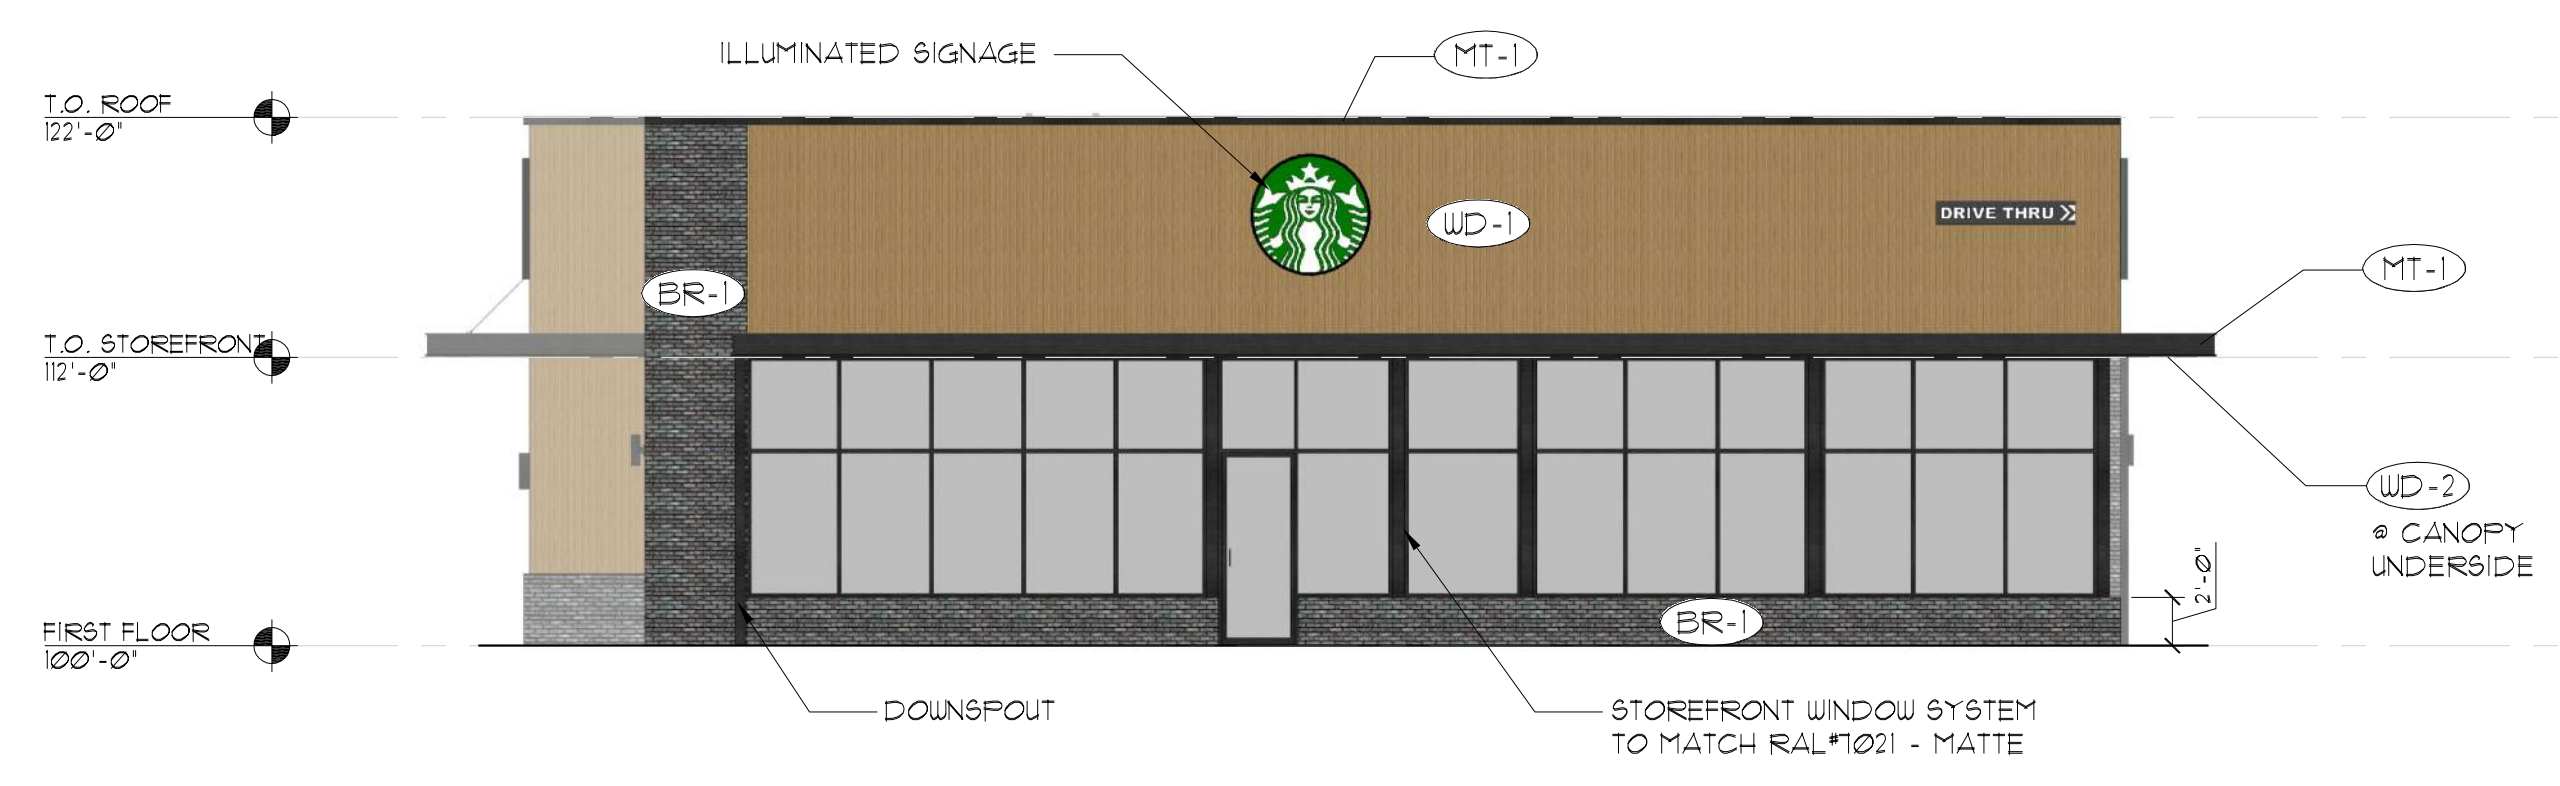 ILLUMINATED SIGNAGE
MT-1
T.O. ROOF
122'-0"
DRIVE THRU
WD-1
BR-1
MT-1
T.O. STOREFRONT
112'-0"
WD-2
@ CANOPY
UNDERSIDE
2'-0"
BR-1
FIRST FLOOR
100'-0"
DOWNSPOUT
STOREFRONT WINDOW SYSTEM
TO MATCH RAL#7021 - MATTE